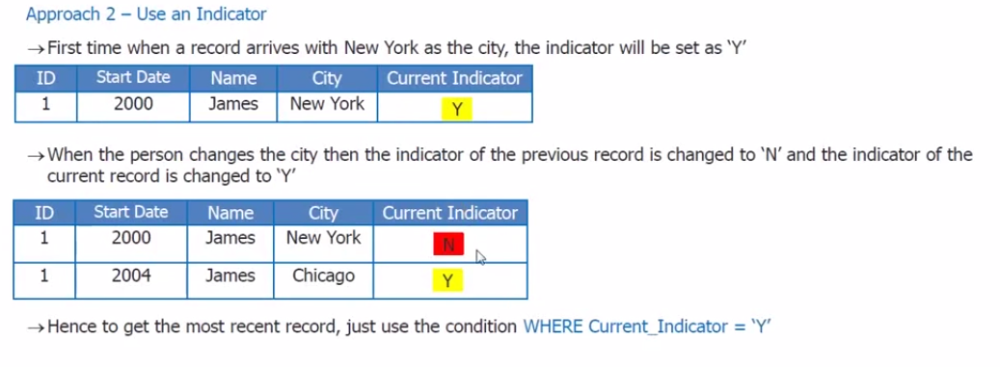 Approach 2 – Use an Indicator
→First time when a record arrives with New York as the city, the indicator will be set as ‘Y’
ID Start Date Name City Current Indicator
1 2000 James New York Y
→When the person changes the city then the indicator of the previous record is changed to ‘N’ and the indicator of the
current record is changed to ‘Y’
ID Start Date Name City Current Indicator
1 2000 James New York N
1 2004 James Chicago Y
→Hence to get the most recent record, just use the condition WHERE Current_Indicator = ‘Y’